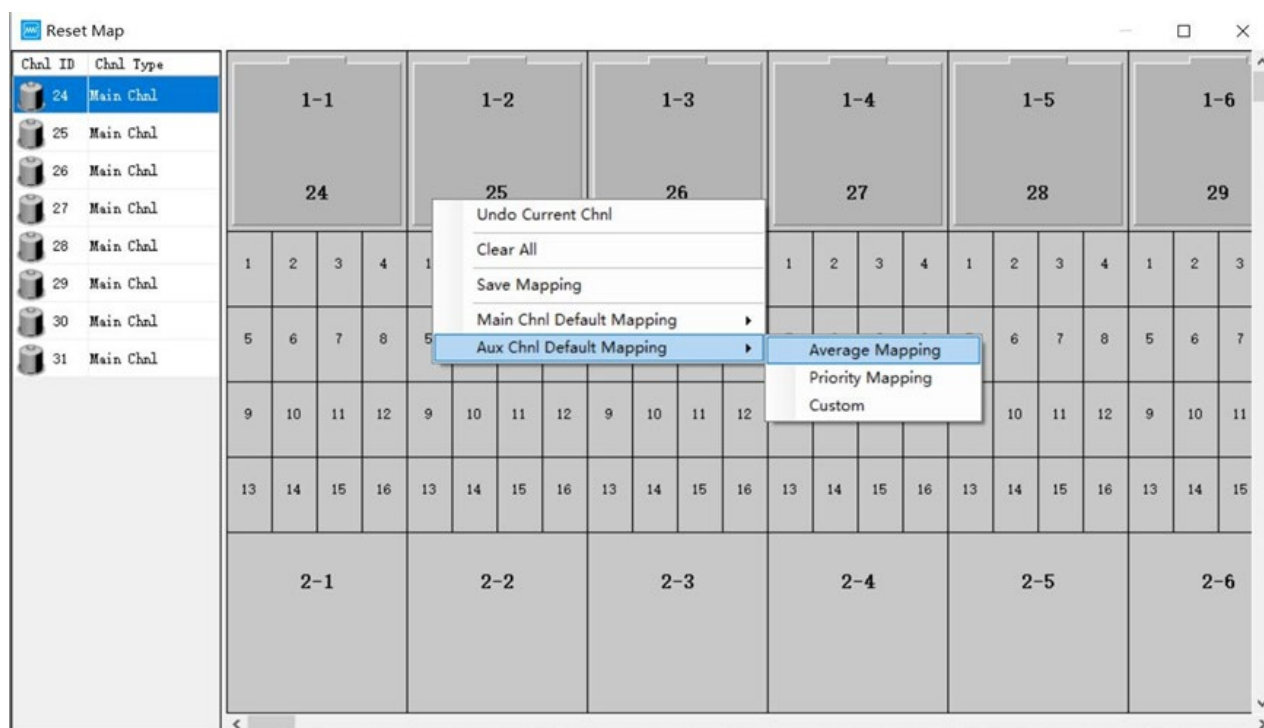 Reset Map
Chnl ID Chnl Type
24 Main Chnl
25 Main Chnl
26 Main Chnl
27 Main Chnl
28 Main Chnl
29 Main Chnl
30 Main Chnl
31 Main Chnl
1-1 1-2 1-3 1-4 1-5 1-6
24 25 26 27 28 29
Undo Current Chnl
Clear All
Save Mapping
Main Chnl Default Mapping
Aux Chnl Default Mapping
Average Mapping
Priority Mapping
Custom
1 2 3 4 1 1 2 3 4 1 2 3 4 1 2 3
5 6 7 8 5 6 7 8 5 6 7
9 10 11 12 9 10 11 12 9 10 11 12 10 11 12 9 10 11
13 14 15 16 13 14 15 16 13 14 15 16 13 14 15 16 13 14 15 16 13 14 15
2-1 2-2 2-3 2-4 2-5 2-6